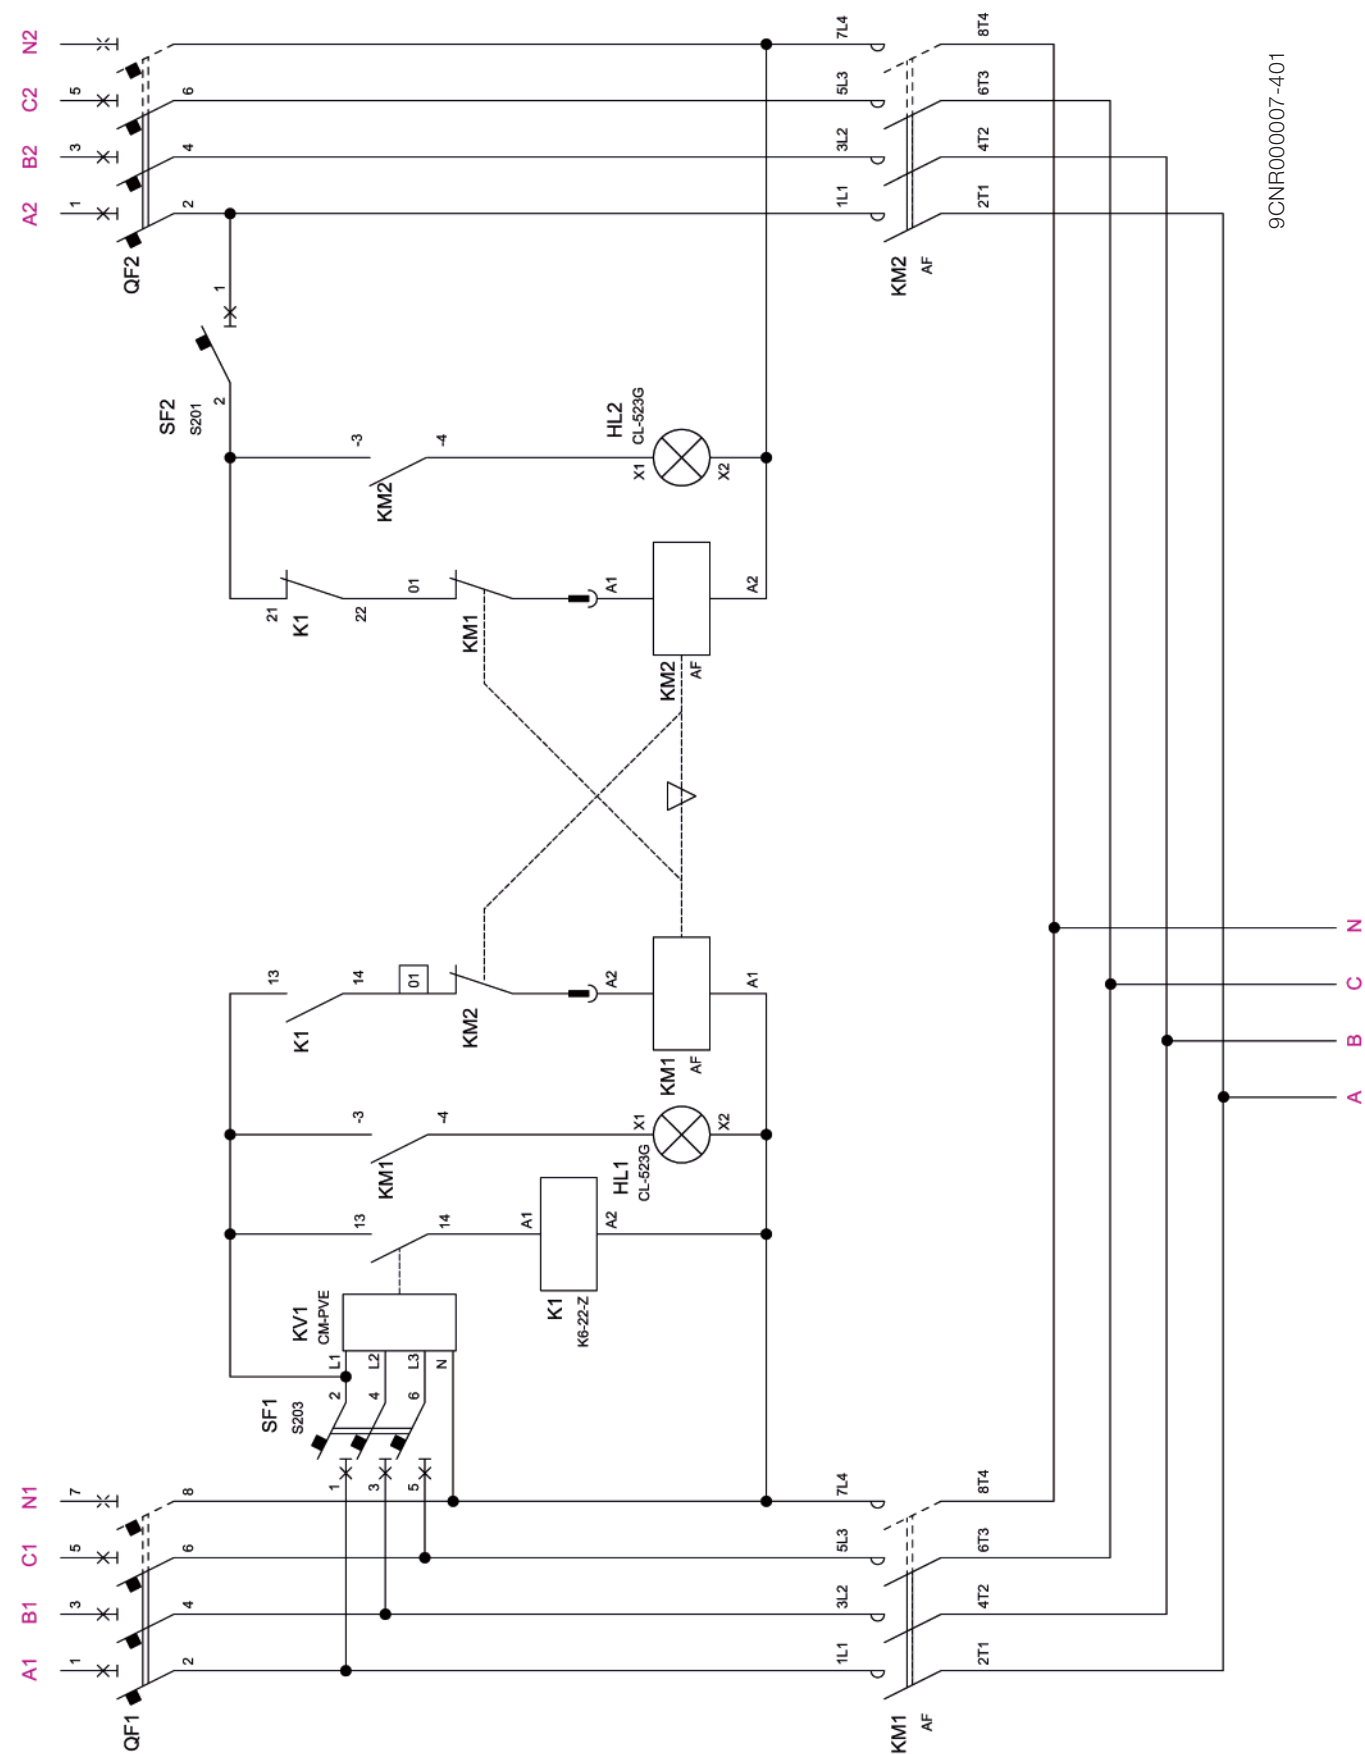 A1 B1 C1 N1 A2 B2 C2 N2
1 3 5 7 1 3 5
QF1 QF2
2 4 6 8 2 4 6
SF2
S201
2 1
SF1
S203
13 21
K1 K1
KV1
CM-PVE
1 2 L1
3 4 L2
5 6 L3
N
13 -3 14 22 -3
KM1 KM2
01 01
14 -4 -4
KM2 KM1
A1 A2
K1
K6-22-Z
HL1 HL2
CL-523G CL-523G
X1 A2 A1 X1
KM1 KM2
AF AF
X2 A1 A2 X2
1L1 3L2 5L3 7L4 1L1 3L2 5L3 7L4
KM1 KM2
AF AF
2T1 4T2 6T3 8T4 2T1 4T2 6T3 8T4
9CNR000007-401
A B C N